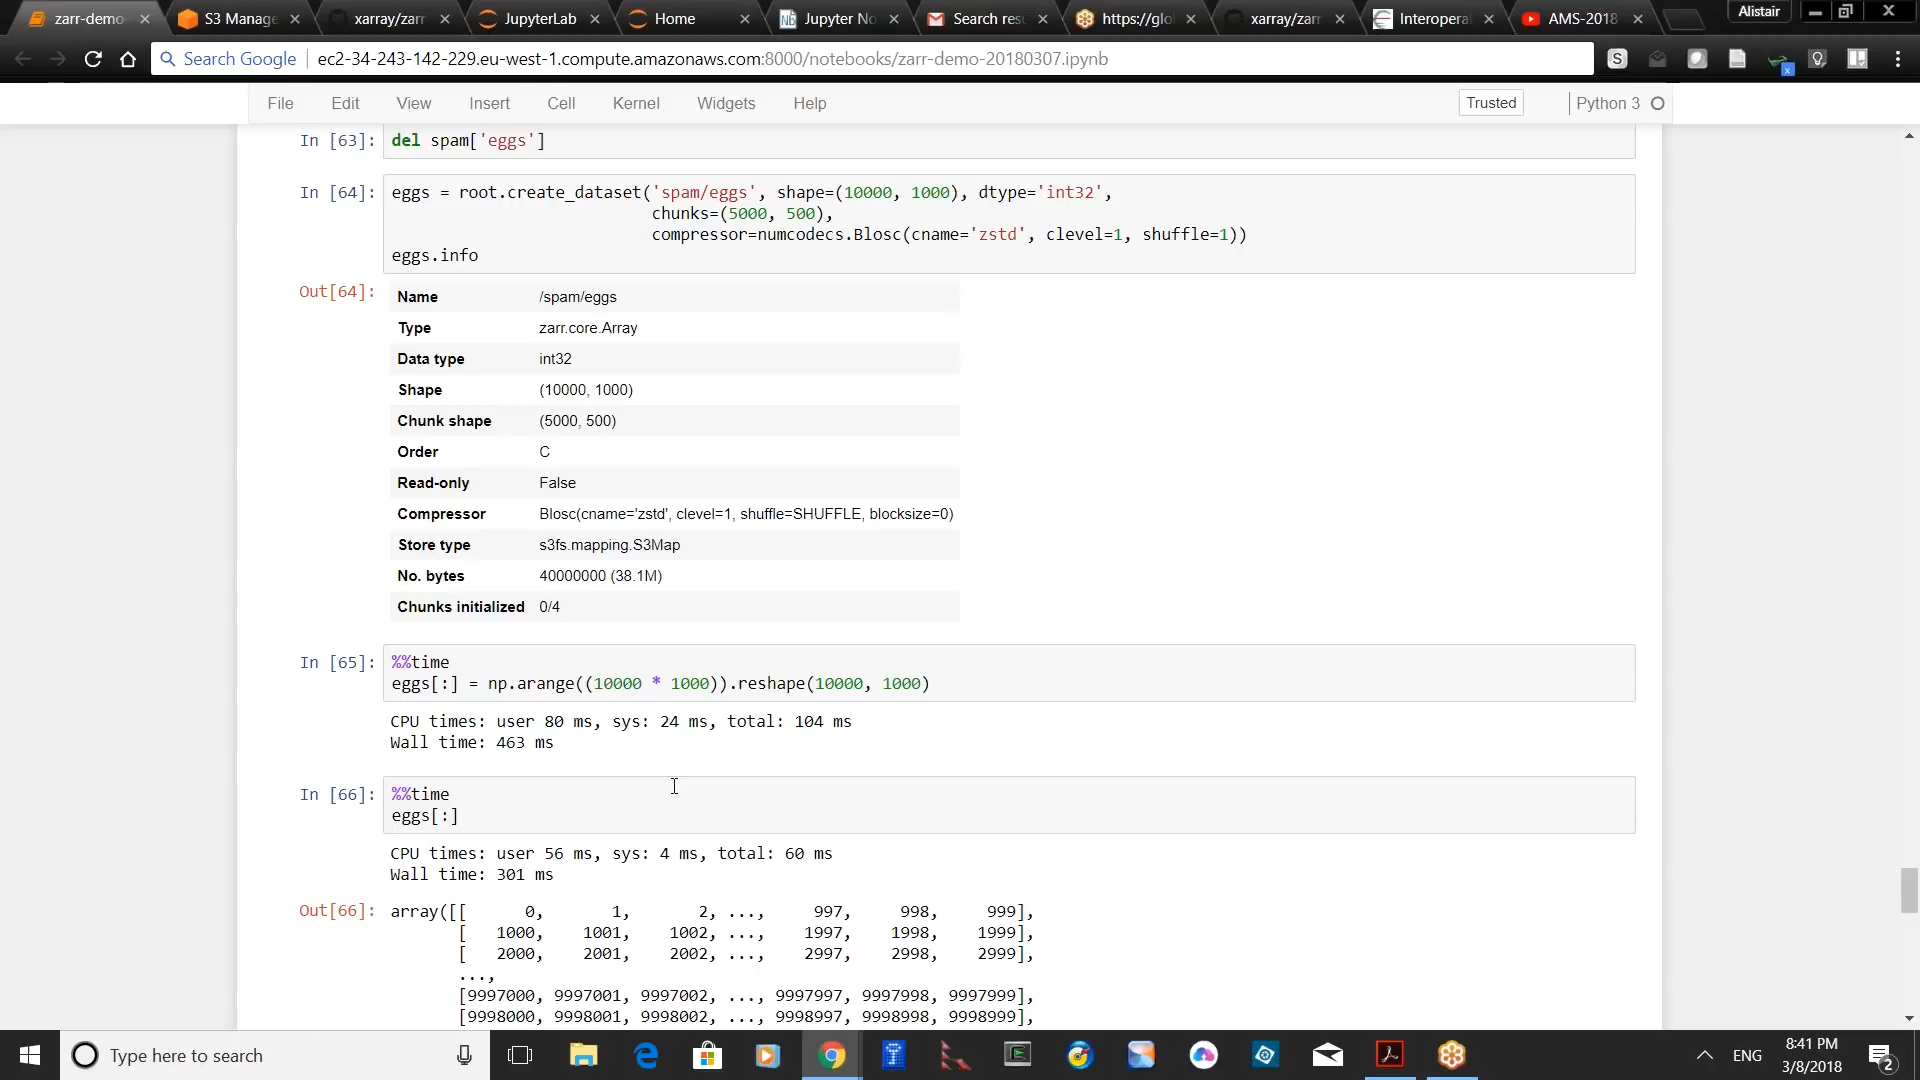 zarr-demo
S3 Manage
xarray/zarr
JupyterLab
Home
Jupyter No
Search resu
https://glo
xarray/zarr
Interopera
AMS-2018
Alistair
Search Google
ec2-34-243-142-229.eu-west-1.compute.amazonaws.com:8000/notebooks/zarr-demo-20180307.ipynb
File Edit View Insert Cell Kernel Widgets Help Trusted Python 3
In [63]: del spam['eggs']
In [64]: eggs = root.create_dataset('spam/eggs', shape=(10000, 1000), dtype='int32',
chunks=(5000, 500),
compressor=numcodecs.Blosc(cname='zstd', clevel=1, shuffle=1))
eggs.info
Out[64]: Name /spam/eggs
Type zarr.core.Array
Data type int32
Shape (10000, 1000)
Chunk shape (5000, 500)
Order C
Read-only False
Compressor Blosc(cname='zstd', clevel=1, shuffle=SHUFFLE, blocksize=0)
Store type s3fs.mapping.S3Map
No. bytes 40000000 (38.1M)
Chunks initialized 0/4
In [65]: %%time
eggs[:] = np.arange((10000 * 1000)).reshape(10000, 1000)
CPU times: user 80 ms, sys: 24 ms, total: 104 ms
Wall time: 463 ms
In [66]: %%time
eggs[:]
CPU times: user 56 ms, sys: 4 ms, total: 60 ms
Wall time: 301 ms
Out[66]: array([[ 0, 1, 2, ..., 997, 998, 999],
[ 1000, 1001, 1002, ..., 1997, 1998, 1999],
[ 2000, 2001, 2002, ..., 2997, 2998, 2999],
...,
[9997000, 9997001, 9997002, ..., 9997997, 9997998, 9997999],
[9998000, 9998001, 9998002, ..., 9998997, 9998998, 9998999],
Type here to search
ENG
8:41 PM
3/8/2018
2